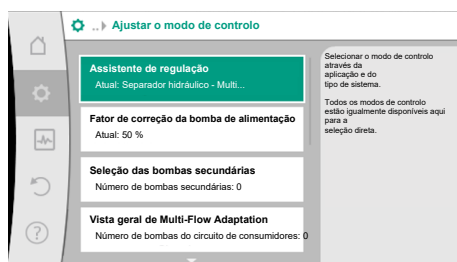 .. Ajustar o modo de controlo
Assistente de regulação
Atual: Separador hidráulico - Multi...
Fator de correção da bomba de alimentação
Atual: 50 %
Seleção das bombas secundárias
Número de bombas secundárias: 0
Vista geral de Multi-Flow Adaptation
Número de bombas do circuito de consumidores: 0
Selecionar o modo de controlo
através da
aplicação e do
tipo de sistema.
Todos os modos de controlo
estão igualmente disponíveis aqui
para a
seleção direta.
?